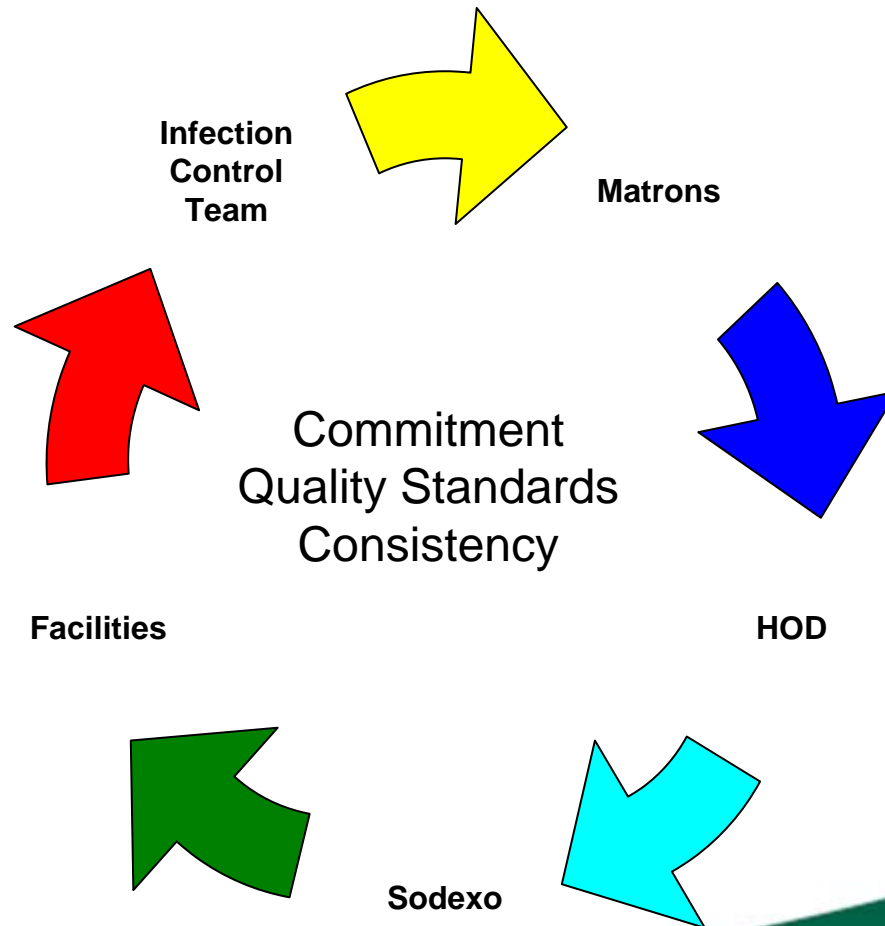 Infection
Control
Team
Matrons
Commitment
Quality Standards
Consistency
Facilities
HOD
Sodexo